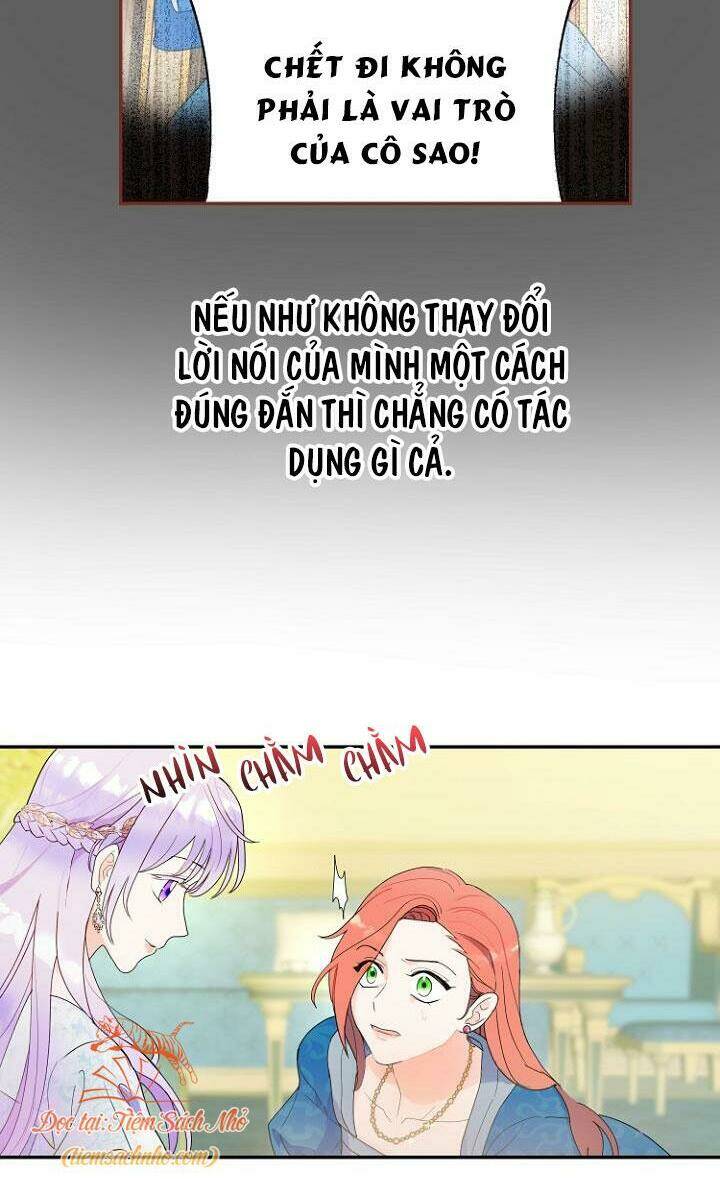 CHẾT ĐI KHÔNG
PHẢI LÀ VAI TRÒ
CỦA CÔ SAO!
NẾU NHƯ KHÔNG THAY ĐỔI
LỜI NÓI CỦA MÌNH MỘT CÁCH
ĐÚNG ĐẮN THÌ CHẲNG CÓ TÁC
DỤNG GÌ CẢ.
NHÌN CHẰM CHẰM
Đọc tại: Tiệm Sách Nhỏ
(tiemsachnho.com)